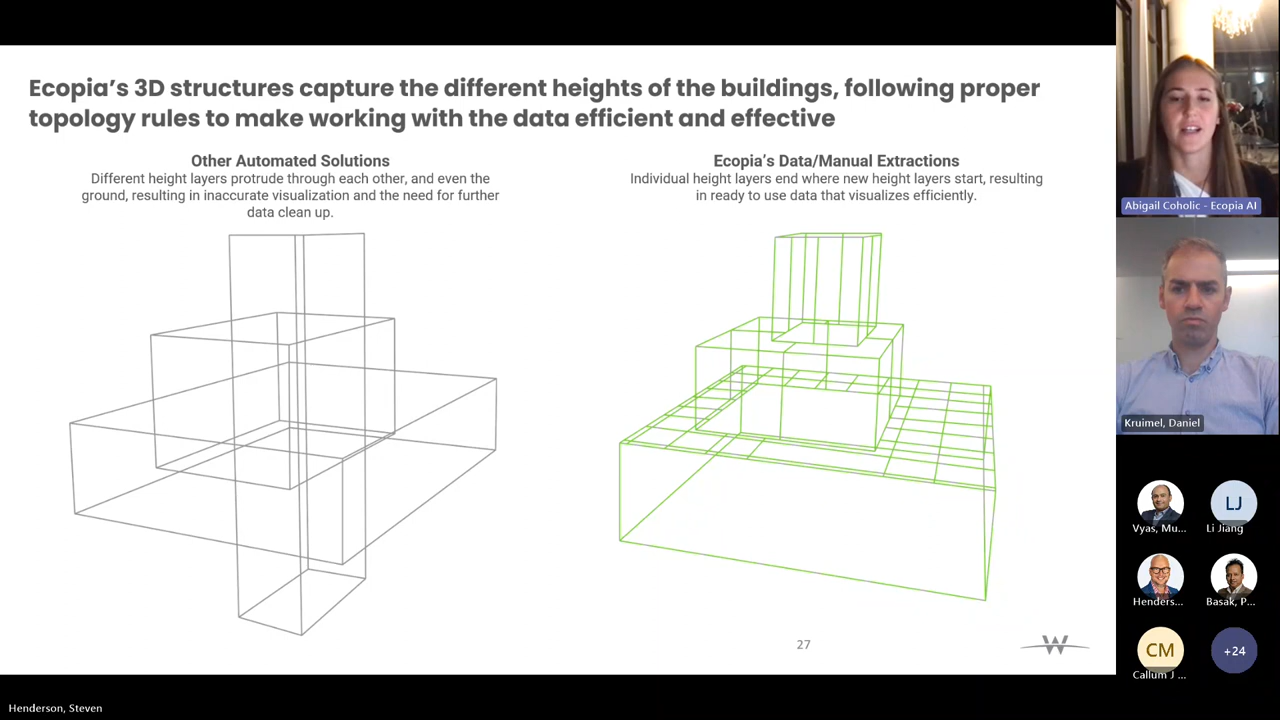 Ecopia’s 3D structures capture the different heights of the buildings, following proper
topology rules to make working with the data efficient and effective
Other Automated Solutions
Different height layers protrude through each other, and even the
ground, resulting in inaccurate visualization and the need for further
data clean up.
Ecopia’s Data/Manual Extractions
Individual height layers end where new height layers start, resulting
in ready to use data that visualizes efficiently.
27
Abigail Coholic - Ecopia AI
Kruimel, Daniel
LJ
Vyas, Mu...
Li Jiang
Henders...
Basak, P...
CM
+24
Callum J ...
Henderson, Steven